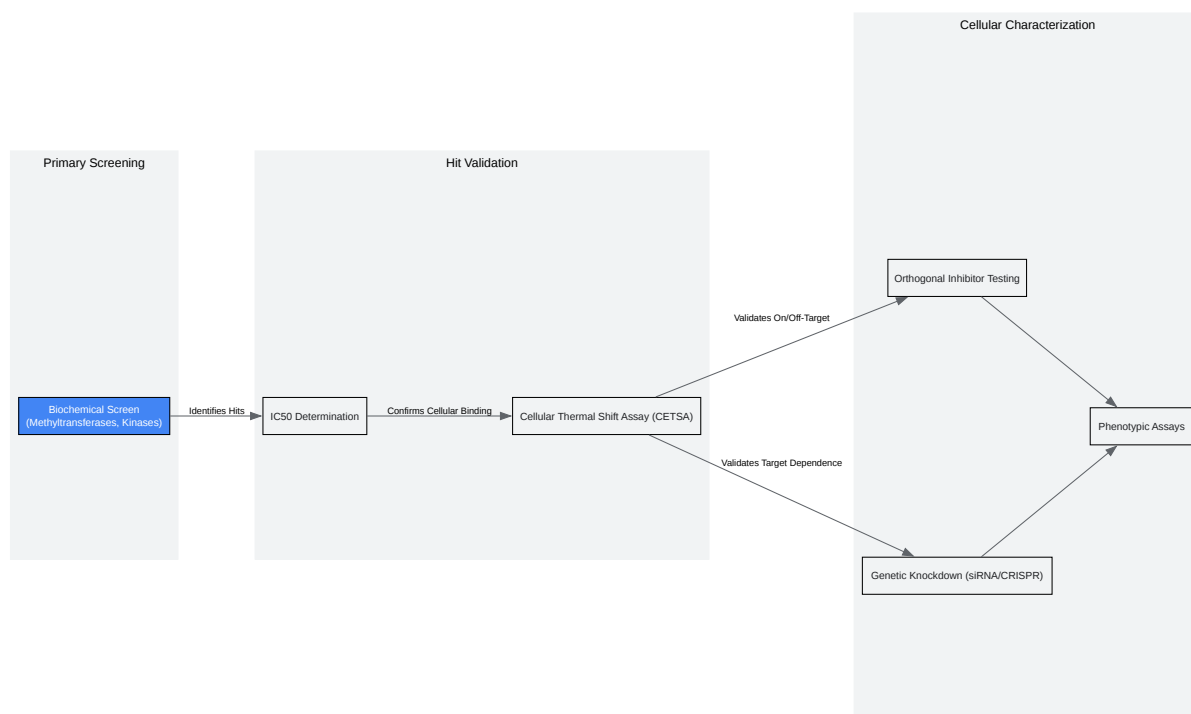 Cellular Characterization
Primary Screening
Hit Validation
Orthogonal Inhibitor Testing
Validates On/Off-Target
Biochemical Screen
(Methyltransferases, Kinases)
Identifies Hits
IC50 Determination
Confirms Cellular Binding
Cellular Thermal Shift Assay (CETSA)
Phenotypic Assays
Validates Target Dependence
Genetic Knockdown (siRNA/CRISPR)